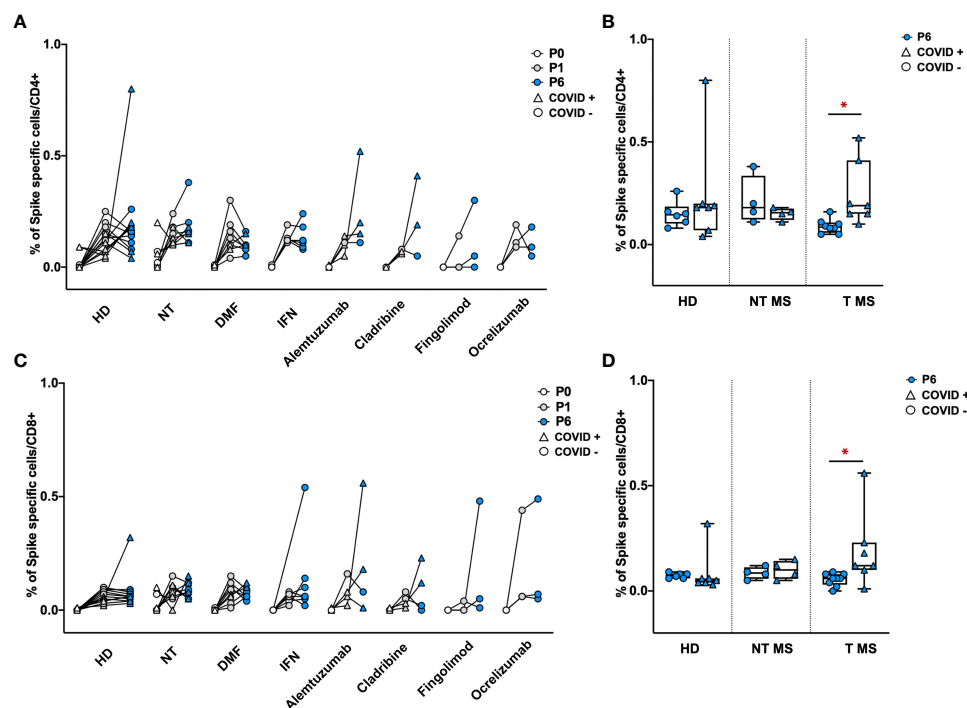 A
% of Spike specific cells/CD4+
1.0
0.5
0.0
P0
P1
P6
COVID +
COVID -
HD
NT
DMF
IFN
Alemtuzumab
Cladribine
Fingolimod
Ocrelizumab
B
% of Spike specific cells/CD4+
1.0
0.5
0.0
P6
COVID +
COVID -
*
HD
NT MS
T MS
C
% of Spike specific cells/CD8+
1.0
0.5
0.0
P0
P1
P6
COVID +
COVID -
HD
NT
DMF
IFN
Alemtuzumab
Cladribine
Fingolimod
Ocrelizumab
D
% of Spike specific cells/CD8+
1.0
0.5
0.0
P6
COVID +
COVID -
*
HD
NT MS
T MS